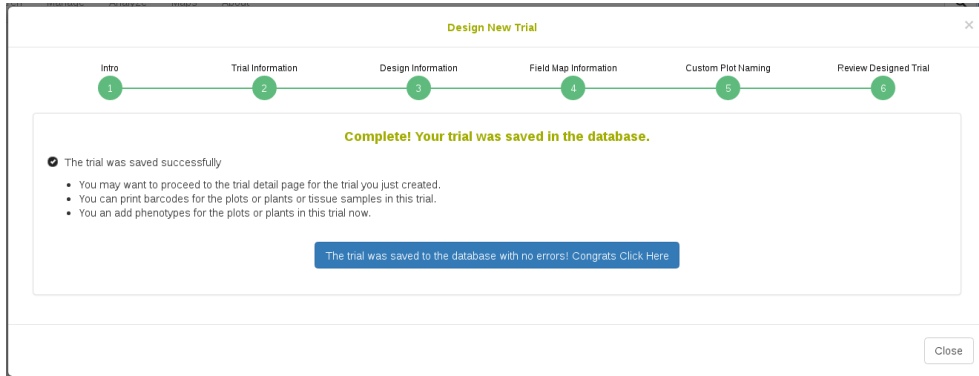 Manage Analyze Maps About
Design New Trial ×
Intro Trial Information Design Information Field Map Information Custom Plot Naming Review Designed Trial
1 2 3 4 5 6
Complete! Your trial was saved in the database.
The trial was saved successfully
• You may want to proceed to the trial detail page for the trial you just created.
• You can print barcodes for the plots or plants or tissue samples in this trial.
• You an add phenotypes for the plots or plants in this trial now.
The trial was saved to the database with no errors! Congrats Click Here
Close